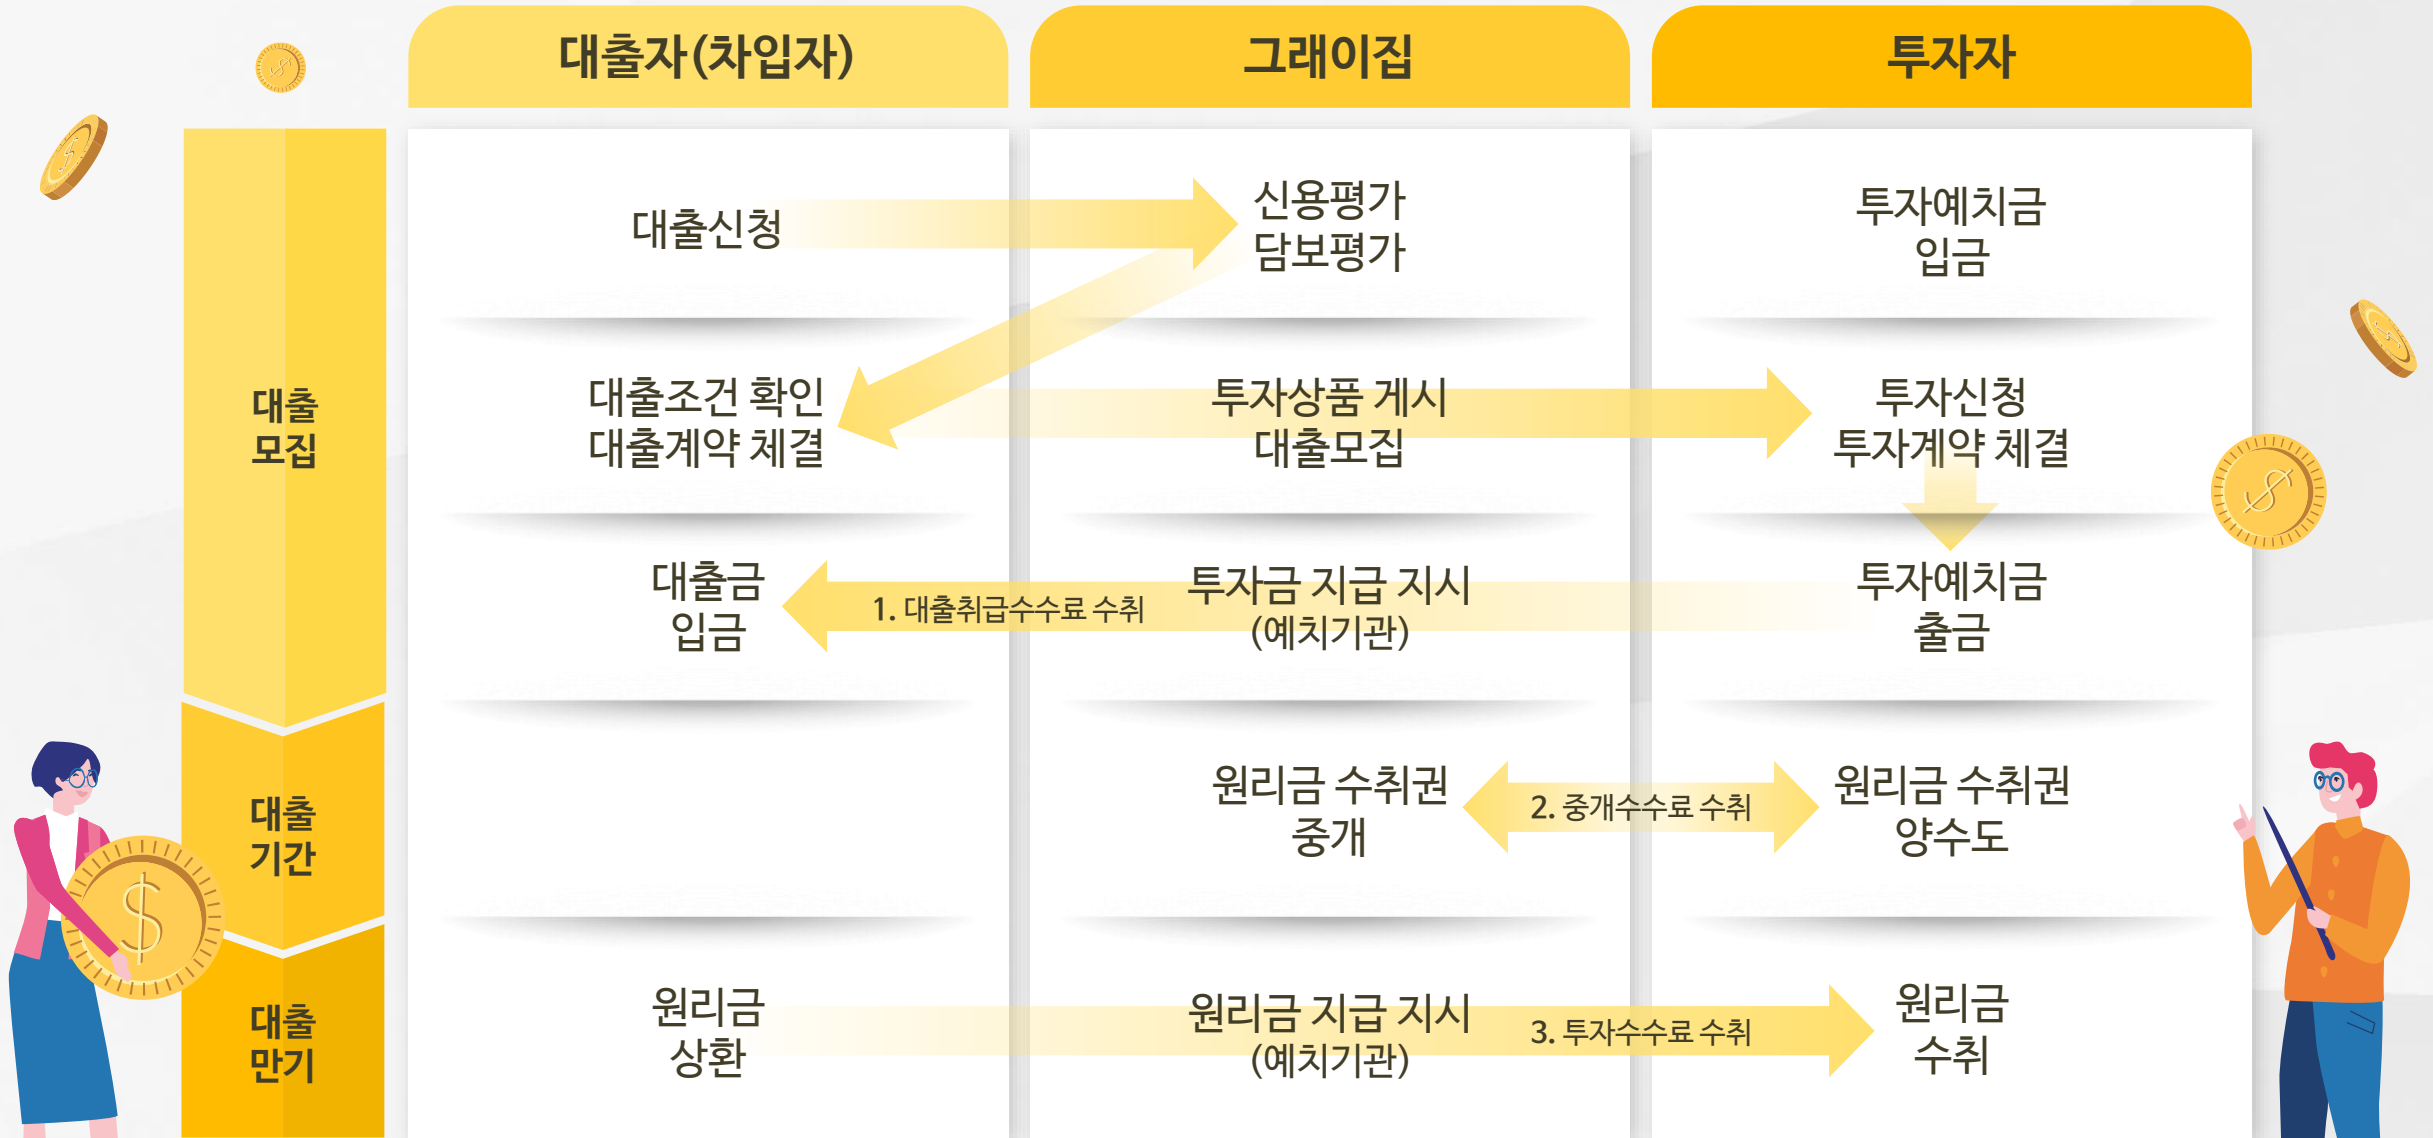 대출자(차입자)
그래이집
투자자
대출
모집
대출신청
신용평가
담보평가
투자예치금
입금
대출조건 확인
대출계약 체결
투자상품 게시
대출모집
투자신청
투자계약 체결
대출금
입금
1. 대출취급수수료 수취
투자금 지급 지시
(예치기관)
투자예치금
출금
대출
기간
원리금 수취권
중개
2. 중개수수료 수취
원리금 수취권
양수도
대출
만기
원리금
상환
원리금 지급 지시
(예치기관)
3. 투자수수료 수취
원리금
수취